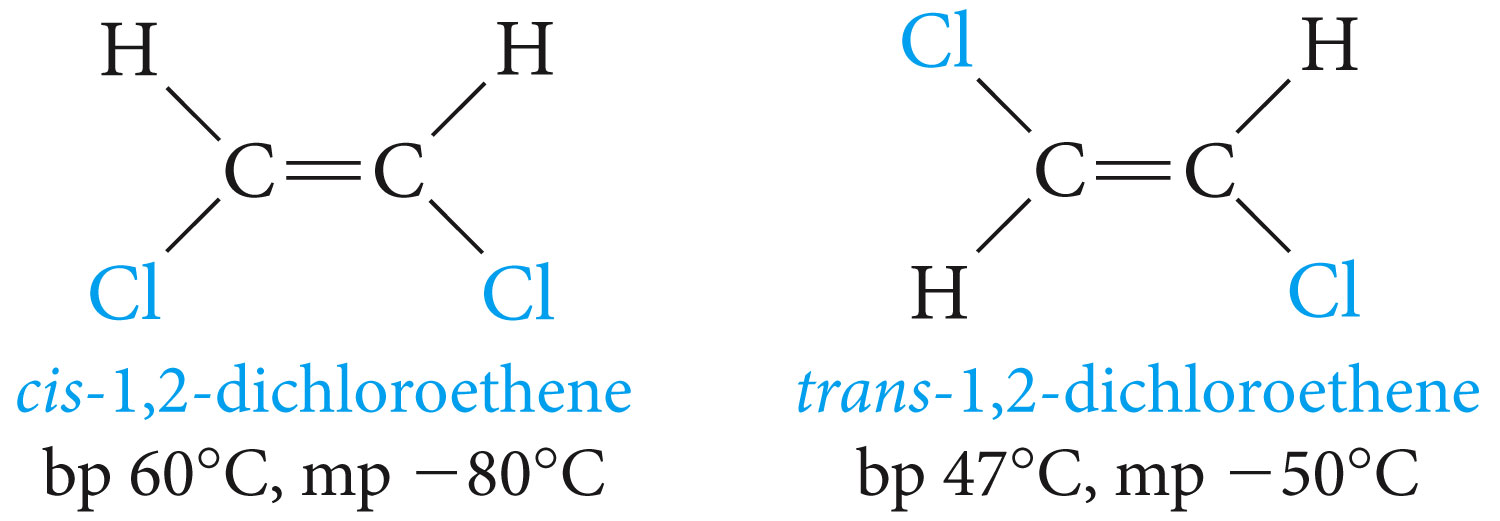 H H
C=C
Cl Cl
cis-1,2-dichloroethene
bp 60°C, mp −80°C
Cl H
C=C
H Cl
trans-1,2-dichloroethene
bp 47°C, mp −50°C